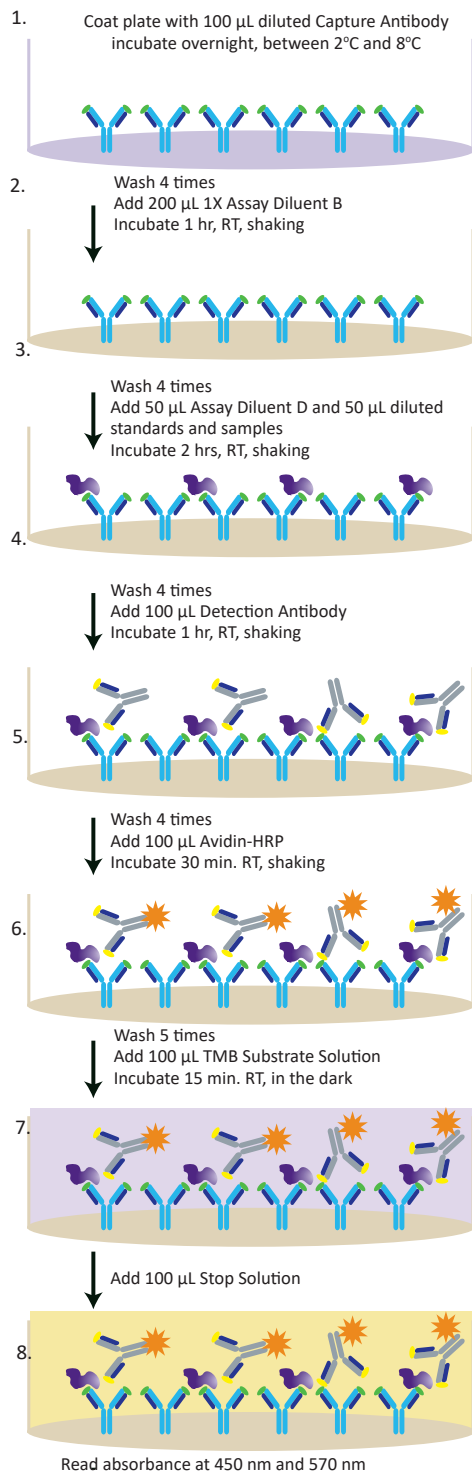 1.
Coat plate with 100 µL diluted Capture Antibody
incubate overnight, between 2°C and 8°C
2.
Wash 4 times
Add 200 µL 1X Assay Diluent B
Incubate 1 hr, RT, shaking
3.
Wash 4 times
Add 50 µL Assay Diluent D and 50 µL diluted
standards and samples
Incubate 2 hrs, RT, shaking
4.
Wash 4 times
Add 100 µL Detection Antibody
Incubate 1 hr, RT, shaking
5.
Wash 4 times
Add 100 µL Avidin-HRP
Incubate 30 min. RT, shaking
6.
Wash 5 times
Add 100 µL TMB Substrate Solution
Incubate 15 min. RT, in the dark
7.
Add 100 µL Stop Solution
8.
Read absorbance at 450 nm and 570 nm